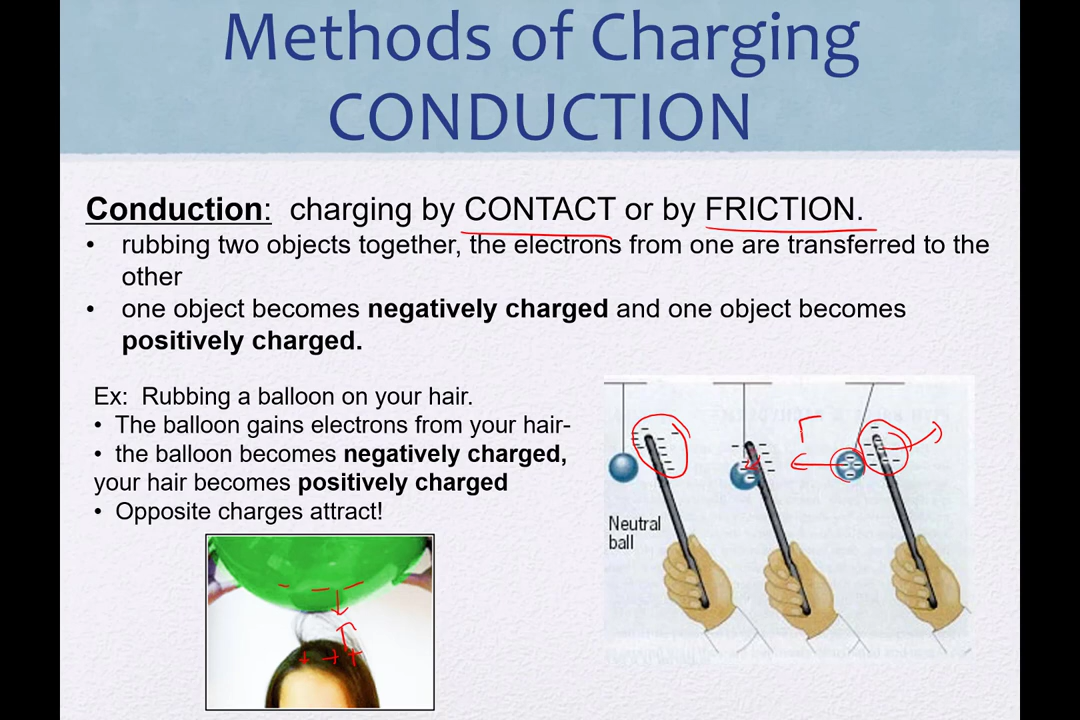 Methods of Charging
CONDUCTION
Conduction: charging by CONTACT or by FRICTION.
• rubbing two objects together, the electrons from one are transferred to the
other
• one object becomes negatively charged and one object becomes
positively charged.
Ex: Rubbing a balloon on your hair.
• The balloon gains electrons from your hair-
• the balloon becomes negatively charged,
your hair becomes positively charged
• Opposite charges attract!
Neutral
ball